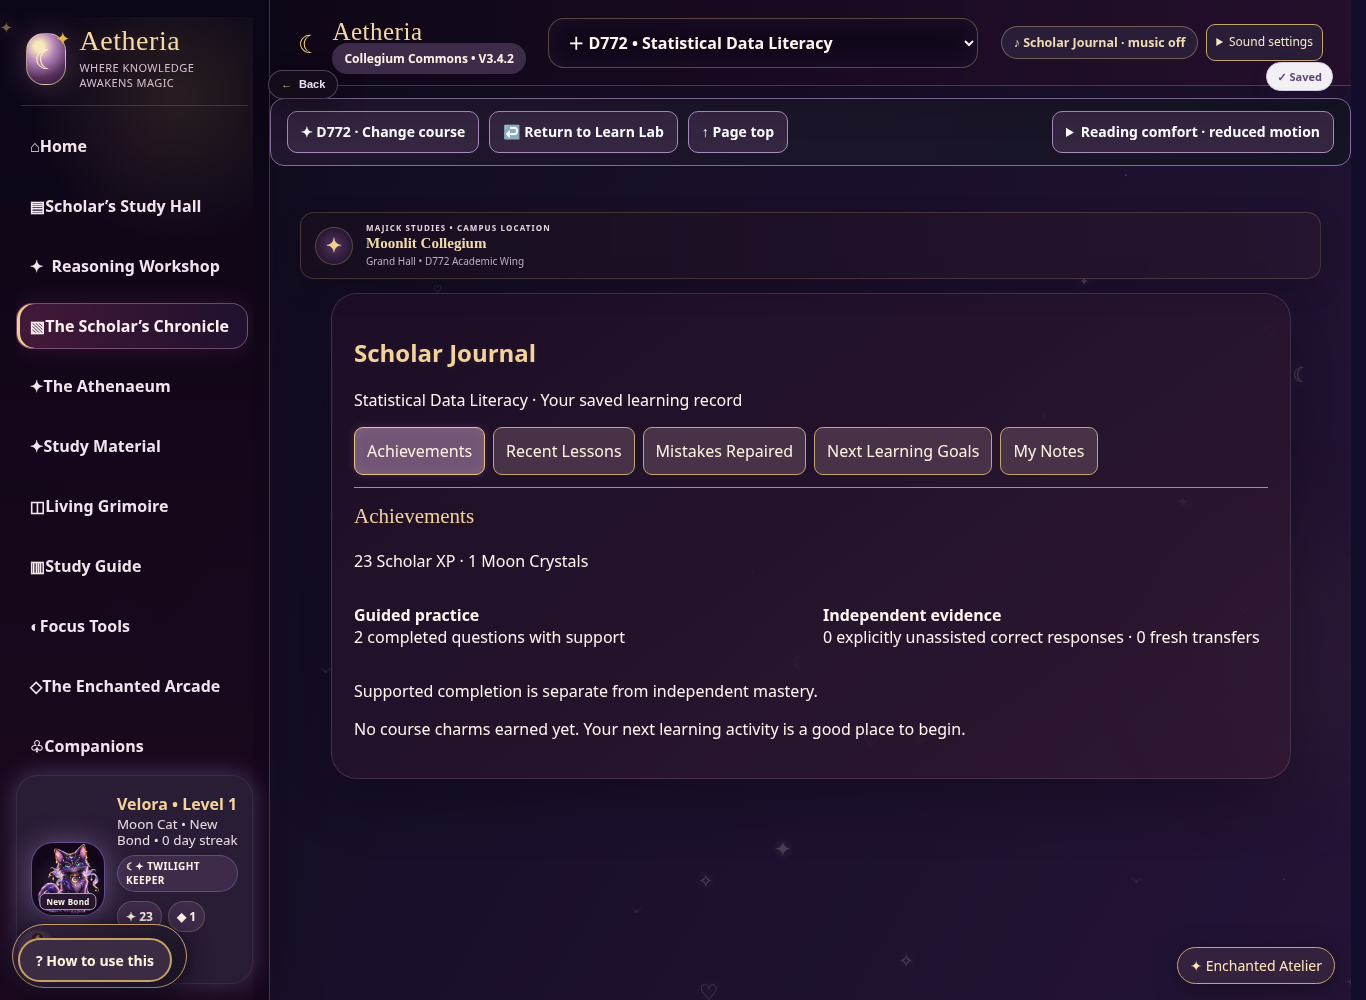 Aetheria
WHERE KNOWLEDGE
AWAKENS MAGIC
⌂Home
▤Scholar’s Study Hall
✦ Reasoning Workshop
▧The Scholar’s Chronicle
✦The Athenaeum
✦Study Material
◫Living Grimoire
▥Study Guide
Focus Tools
◇The Enchanted Arcade
♧Companions
Velora • Level 1
Moon Cat • New
Bond • 0 day streak
☾ ✦ TWILIGHT
KEEPER
New Bond
✦ 23
◆ 1
? How to use this
☾ Aetheria
Collegium Commons • V3.4.2
＋ D772 • Statistical Data Literacy
♪ Scholar Journal · music off
▶ Sound settings
✓ Saved
← Back
✦ D772 · Change course
↩ Return to Learn Lab
↑ Page top
▶ Reading comfort · reduced motion
MAJICK STUDIES • CAMPUS LOCATION
Moonlit Collegium
Grand Hall • D772 Academic Wing
Scholar Journal
Statistical Data Literacy · Your saved learning record
Achievements
Recent Lessons
Mistakes Repaired
Next Learning Goals
My Notes
Achievements
23 Scholar XP · 1 Moon Crystals
Guided practice
2 completed questions with support
Independent evidence
0 explicitly unassisted correct responses · 0 fresh transfers
Supported completion is separate from independent mastery.
No course charms earned yet. Your next learning activity is a good place to begin.
✦ Enchanted Atelier